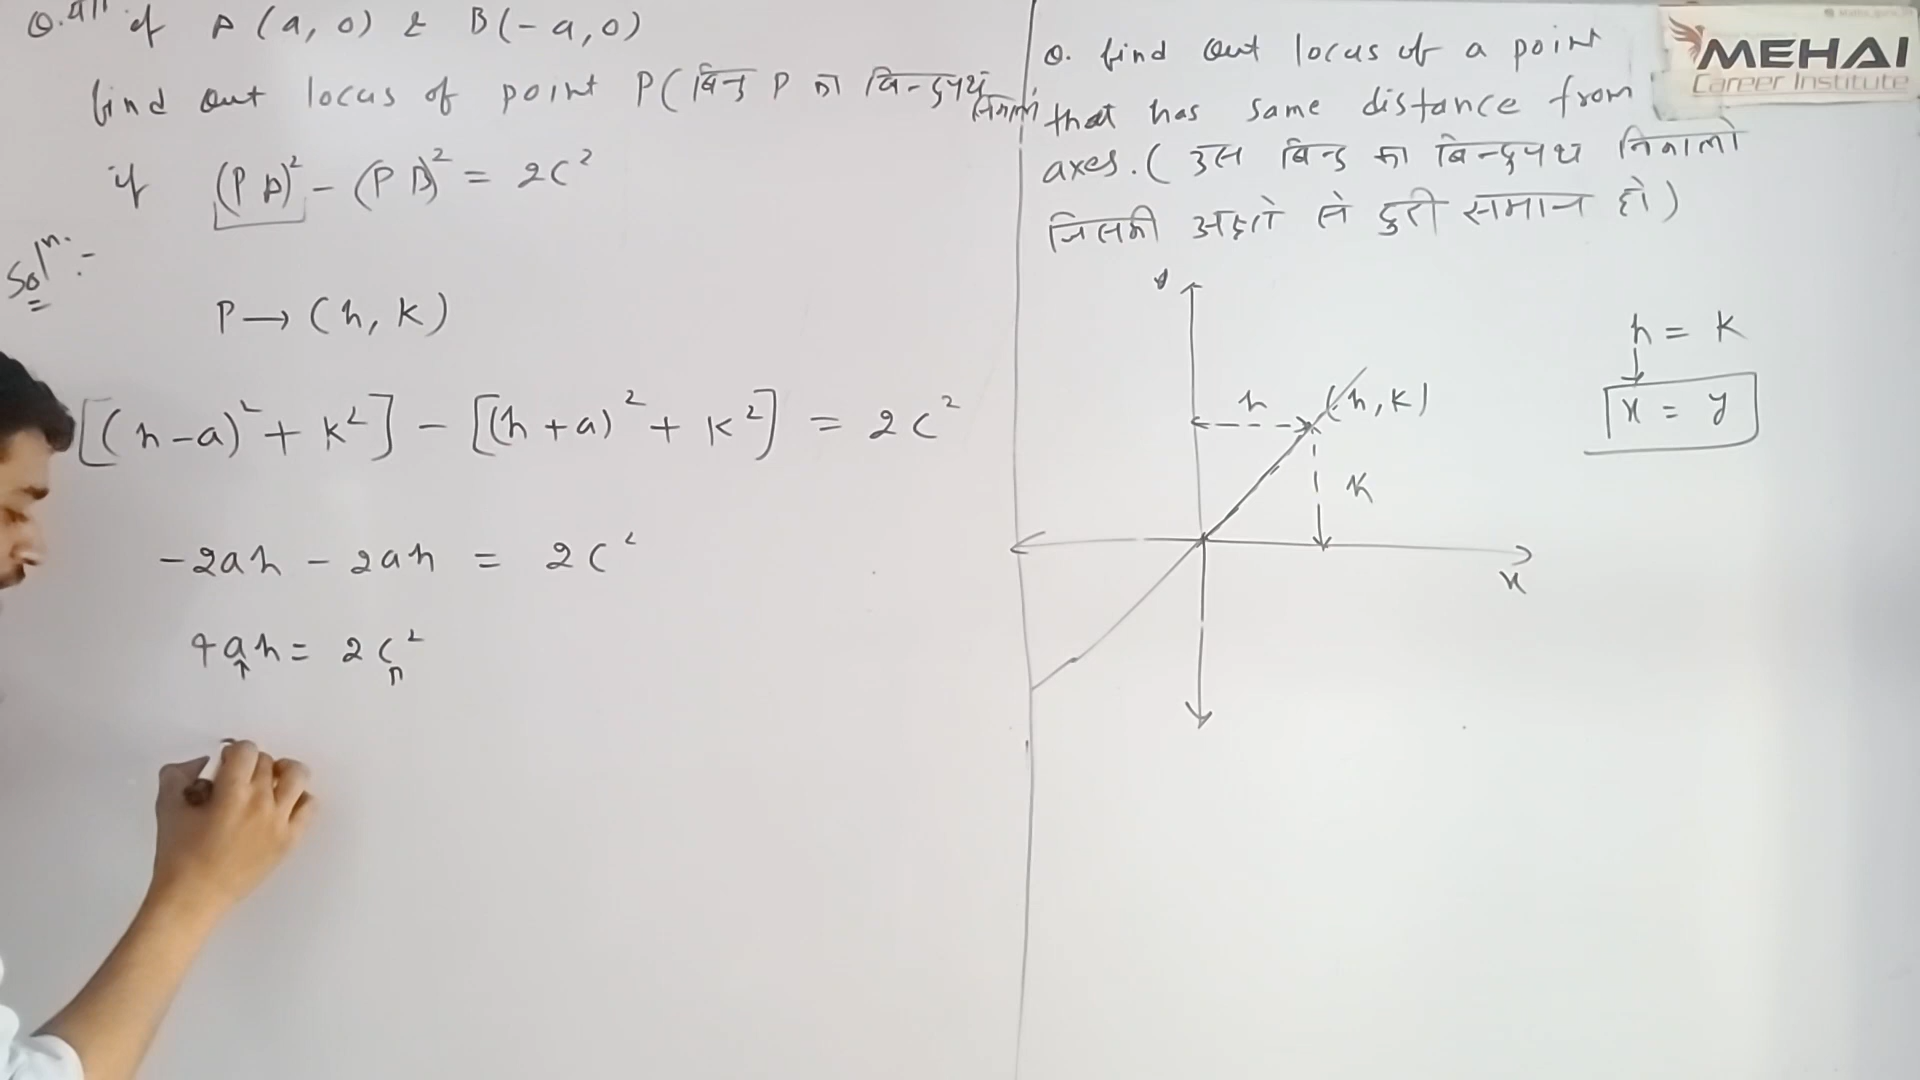 if A(a, 0) & B(-a, 0)
find out locus of point P(बिन्दु P का बिन्दुपथ
if (PA)² - (PB)² = 2c²
Solⁿ:-
P → (h, k)
[(h-a)² + k²] - [(h+a)² + k²] = 2c²
-2ah - 2ah = 2c²
4ah = 2c²
Q. find out locus of a point
that has same distance from
axes. (उस बिन्दु का बिन्दुपथ निकालो
जिसकी अक्षो से दुरी समान हो)
h = k
x = y
h
(h, k)
k
x
MEHAI
Career Institute